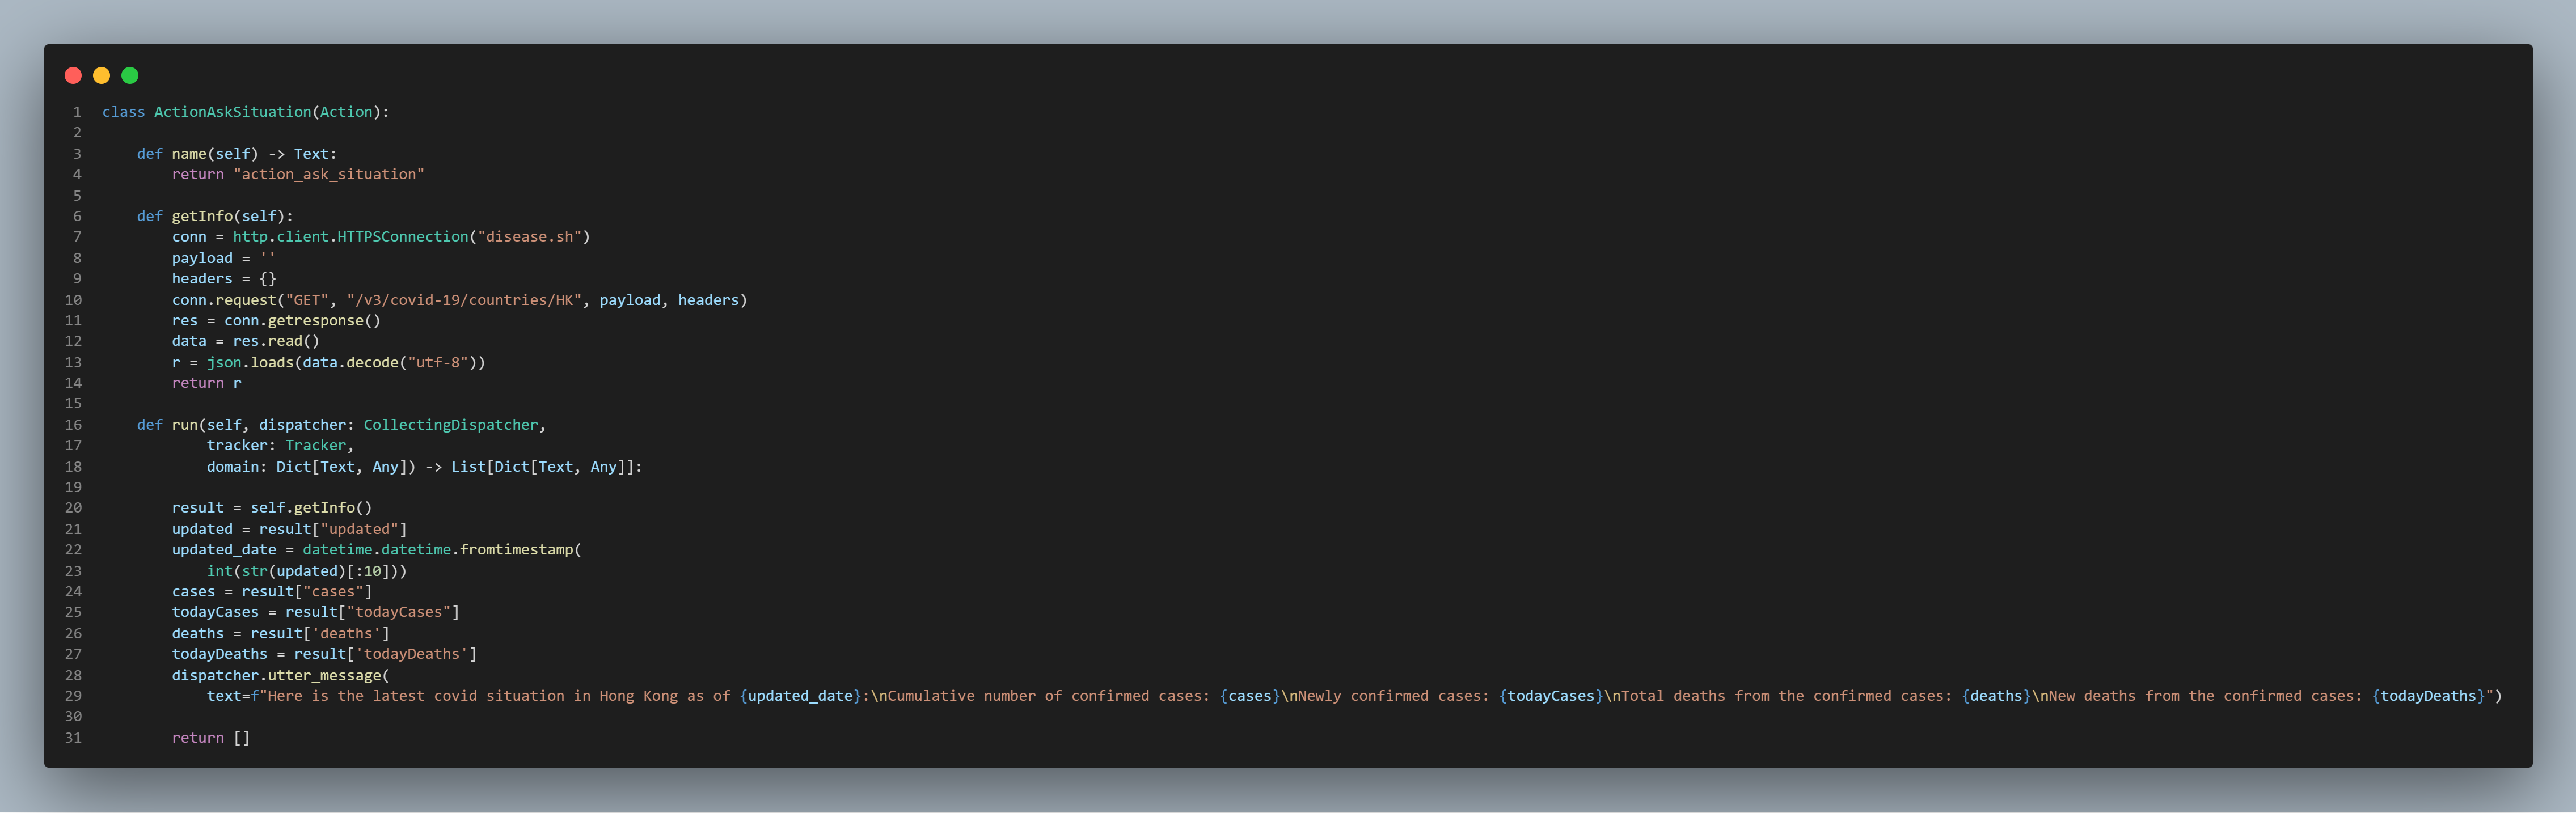 1 class ActionAskSituation(Action):
2
3     def name(self) -> Text:
4         return "action_ask_situation"
5
6     def getInfo(self):
7         conn = http.client.HTTPSConnection("disease.sh")
8         payload = ''
9         headers = {}
10         conn.request("GET", "/v3/covid-19/countries/HK", payload, headers)
11         res = conn.getresponse()
12         data = res.read()
13         r = json.loads(data.decode("utf-8"))
14         return r
15
16     def run(self, dispatcher: CollectingDispatcher,
17             tracker: Tracker,
18             domain: Dict[Text, Any]) -> List[Dict[Text, Any]]:
19
20         result = self.getInfo()
21         updated = result["updated"]
22         updated_date = datetime.datetime.fromtimestamp(
23             int(str(updated)[:10]))
24         cases = result["cases"]
25         todayCases = result["todayCases"]
26         deaths = result['deaths']
27         todayDeaths = result['todayDeaths']
28         dispatcher.utter_message(
29             text=f"Here is the latest covid situation in Hong Kong as of {updated_date}:\nCumulative number of confirmed cases: {cases}\nNewly confirmed cases: {todayCases}\nTotal deaths from the confirmed cases: {deaths}\nNew deaths from the confirmed cases: {todayDeaths}")
30
31         return []